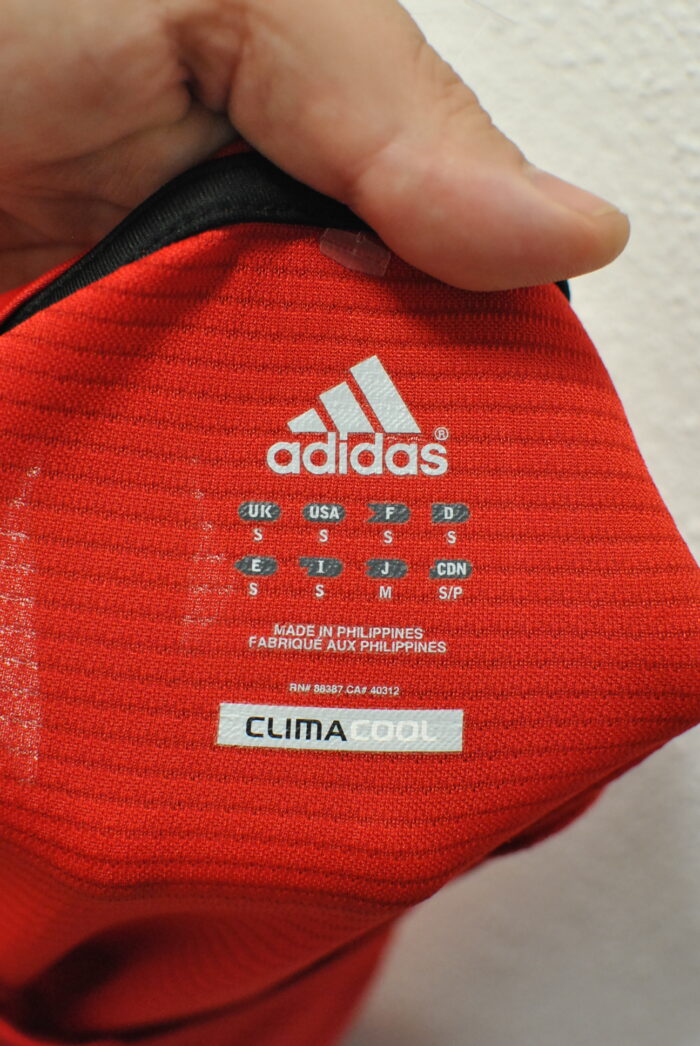 adidas®
UK USA F D
S S S S
E I J CDN
S S M S/P
MADE IN PHILIPPINES
FABRIQUÉ AUX PHILIPPINES
RN# 88387 CA# 40312
CLIMACOOL